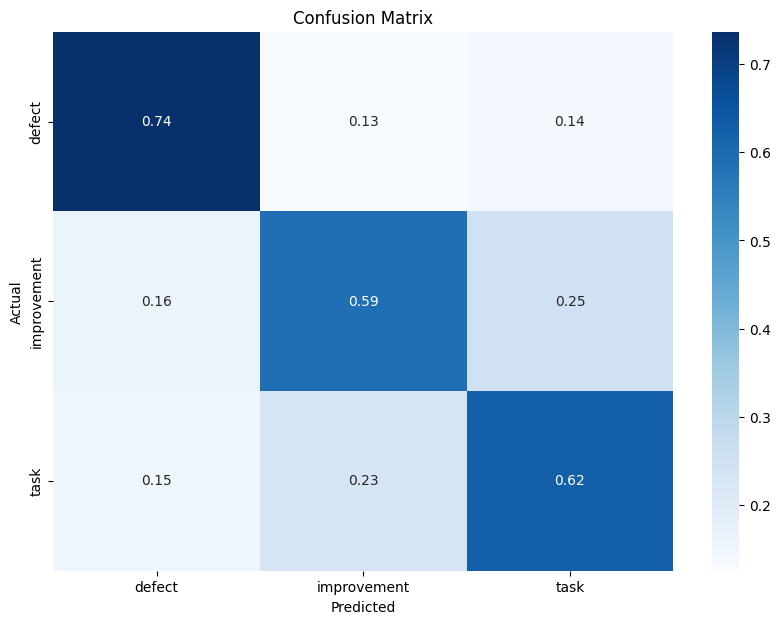 Confusion Matrix
Actual
defect
0.74 0.13 0.14
improvement
0.16 0.59 0.25
task
0.15 0.23 0.62
defect improvement task
Predicted
0.7
0.6
0.5
0.4
0.3
0.2